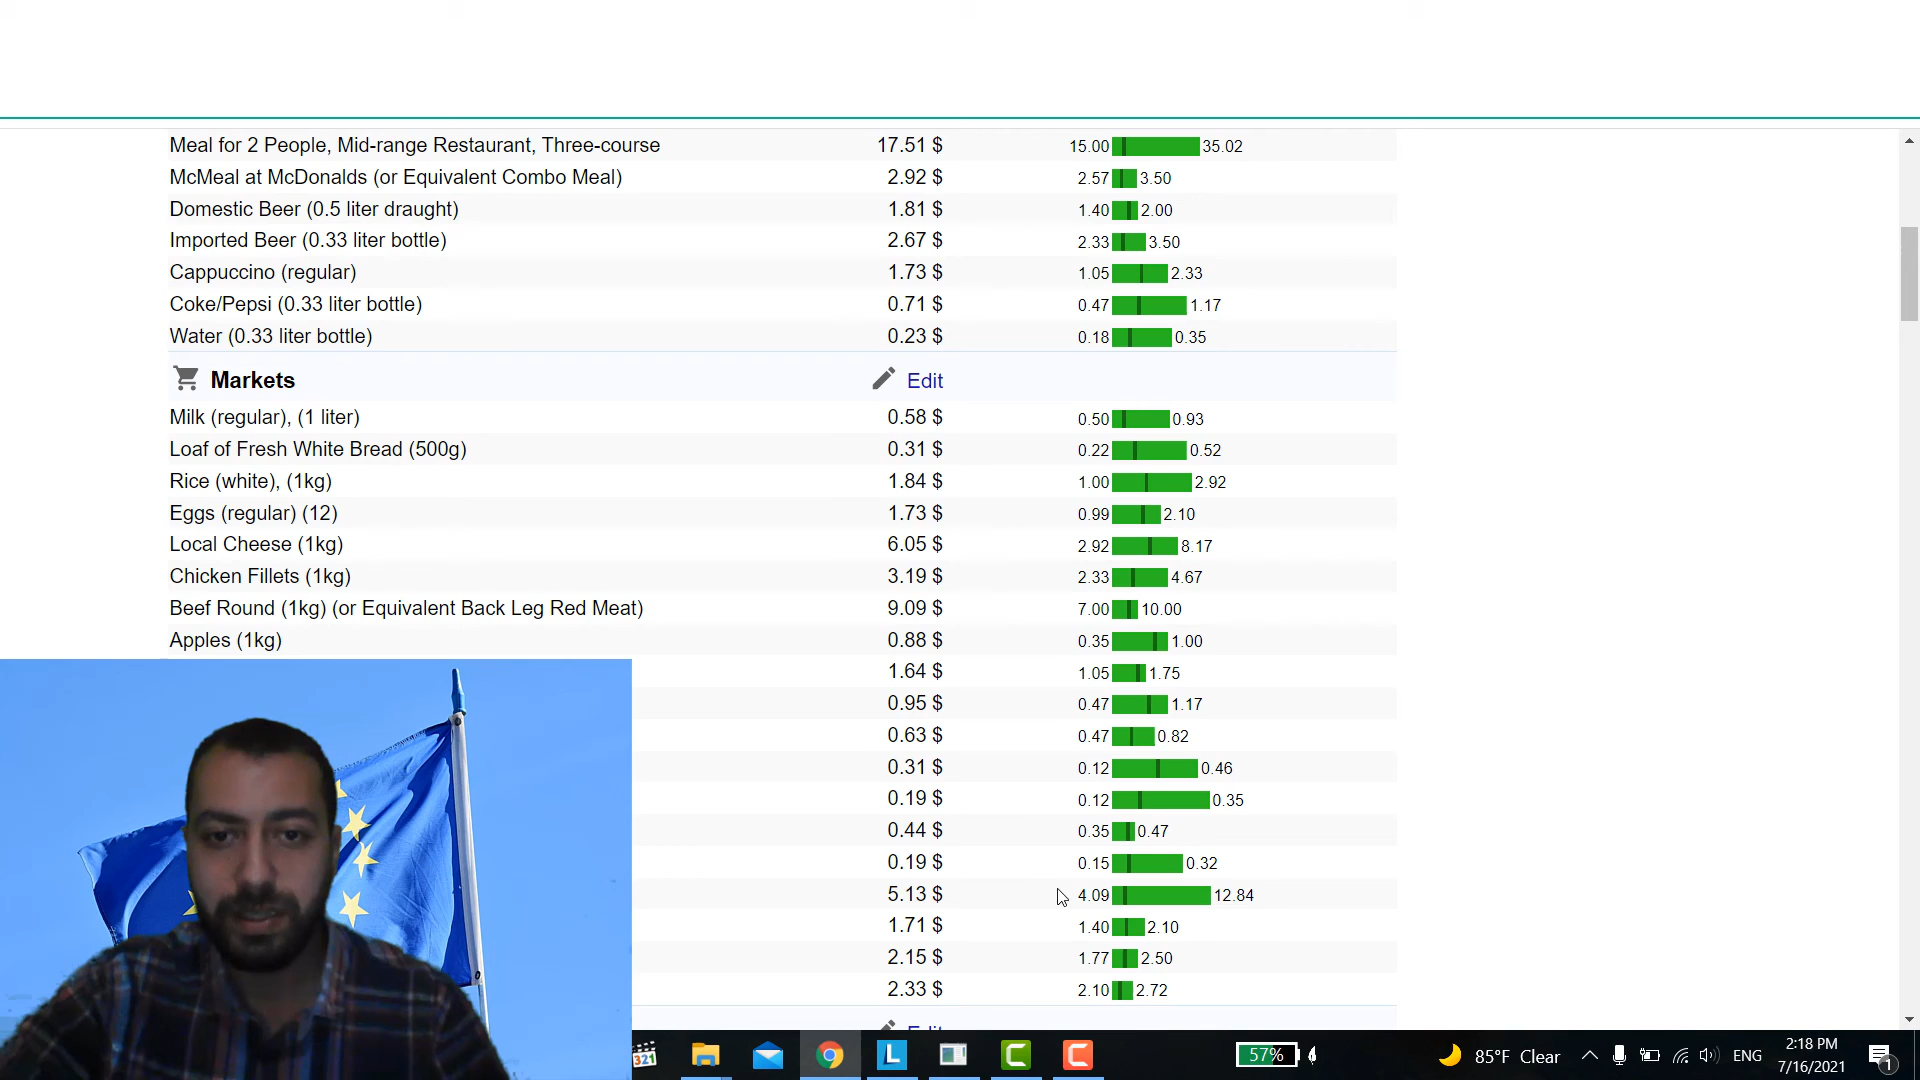 Meal for 2 People, Mid-range Restaurant, Three-course 17.51 $ 15.00 35.02
McMeal at McDonalds (or Equivalent Combo Meal) 2.92 $ 2.57 3.50
Domestic Beer (0.5 liter draught) 1.81 $ 1.40 2.00
Imported Beer (0.33 liter bottle) 2.67 $ 2.33 3.50
Cappuccino (regular) 1.73 $ 1.05 2.33
Coke/Pepsi (0.33 liter bottle) 0.71 $ 0.47 1.17
Water (0.33 liter bottle) 0.23 $ 0.18 0.35
Markets Edit
Milk (regular), (1 liter) 0.58 $ 0.50 0.93
Loaf of Fresh White Bread (500g) 0.31 $ 0.22 0.52
Rice (white), (1kg) 1.84 $ 1.00 2.92
Eggs (regular) (12) 1.73 $ 0.99 2.10
Local Cheese (1kg) 6.05 $ 2.92 8.17
Chicken Fillets (1kg) 3.19 $ 2.33 4.67
Beef Round (1kg) (or Equivalent Back Leg Red Meat) 9.09 $ 7.00 10.00
Apples (1kg) 0.88 $ 0.35 1.00
1.64 $ 1.05 1.75
0.95 $ 0.47 1.17
0.63 $ 0.47 0.82
0.31 $ 0.12 0.46
0.19 $ 0.12 0.35
0.44 $ 0.35 0.47
0.19 $ 0.15 0.32
5.13 $ 4.09 12.84
1.71 $ 1.40 2.10
2.15 $ 1.77 2.50
2.33 $ 2.10 2.72
Edit
321 L C C 57% 85°F Clear ENG 2:18 PM
7/16/2021 1